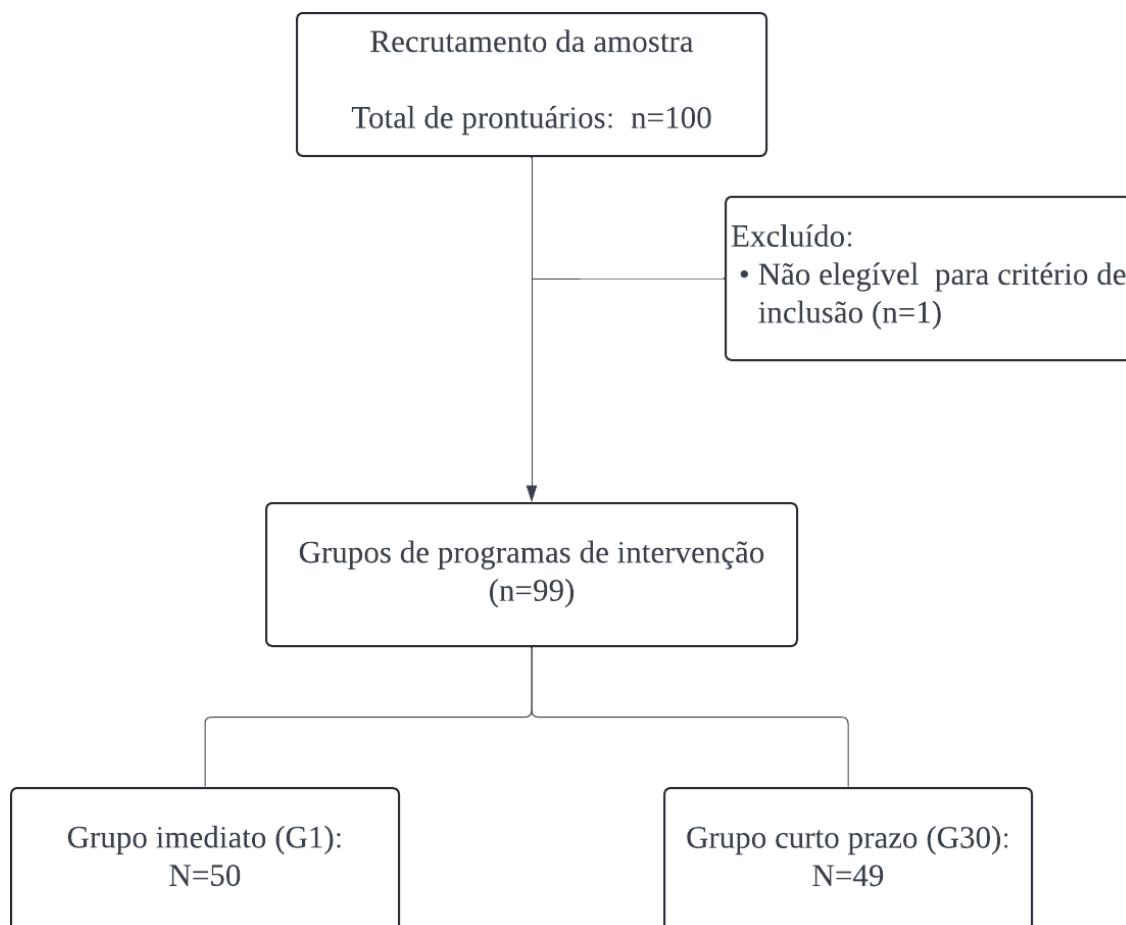 Recrutamento da amostra
Total de prontuários: n=100
Excluído:
• Não elegível para critério de
inclusão (n=1)
Grupos de programas de intervenção
(n=99)
Grupo imediato (G1):
N=50
Grupo curto prazo (G30):
N=49